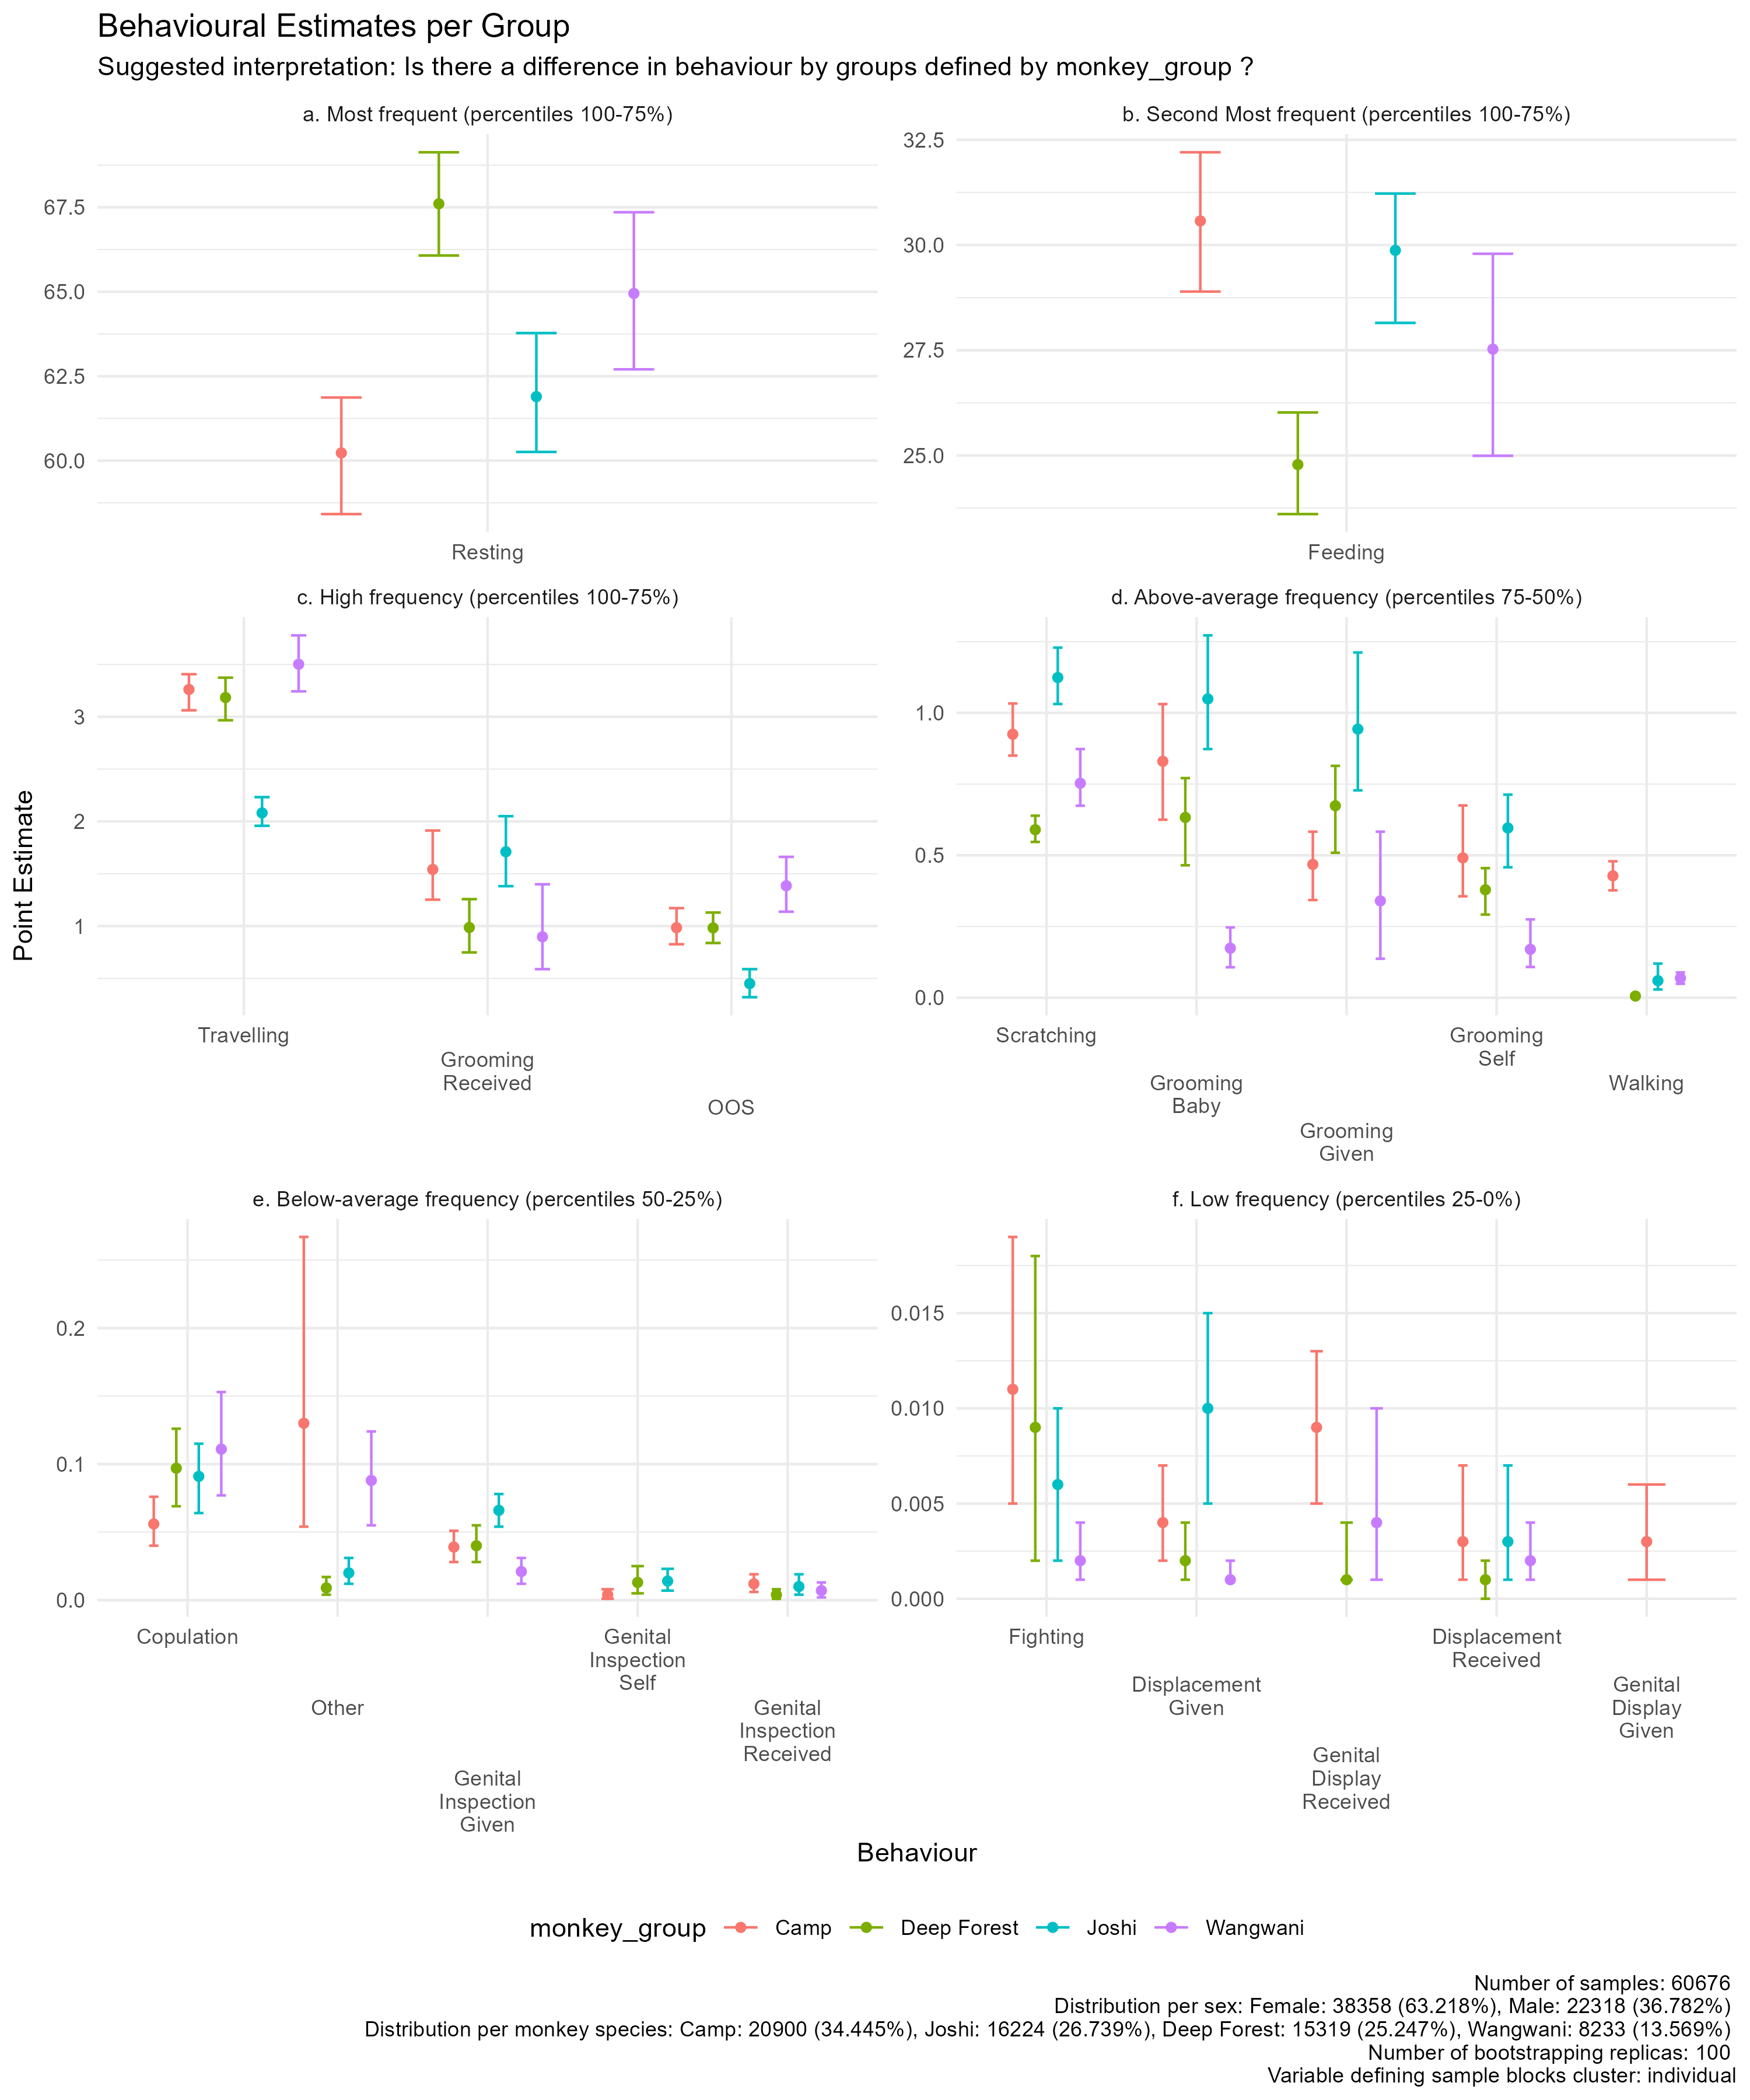 Behavioural Estimates per Group
Suggested interpretation: Is there a difference in behaviour by groups defined by monkey_group ?
a. Most frequent (percentiles 100-75%)
67.5
65.0
62.5
60.0
Resting
b. Second Most frequent (percentiles 100-75%)
32.5
30.0
27.5
25.0
Feeding
Point Estimate
c. High frequency (percentiles 100-75%)
3
2
1
Travelling
Grooming
Received
OOS
d. Above-average frequency (percentiles 75-50%)
1.0
0.5
0.0
Scratching
Grooming
Baby
Grooming
Given
Grooming
Self
Walking
e. Below-average frequency (percentiles 50-25%)
0.2
0.1
0.0
Copulation
Other
Genital
Inspection
Given
Genital
Inspection
Self
Genital
Inspection
Received
f. Low frequency (percentiles 25-0%)
0.015
0.010
0.005
0.000
Fighting
Displacement
Given
Genital
Display
Received
Displacement
Received
Genital
Display
Given
Behaviour
monkey_group Camp Deep Forest Joshi Wangwani
Number of samples: 60676
Distribution per sex: Female: 38358 (63.218%), Male: 22318 (36.782%)
Distribution per monkey species: Camp: 20900 (34.445%), Joshi: 16224 (26.739%), Deep Forest: 15319 (25.247%), Wangwani: 8233 (13.569%)
Number of bootstrapping replicas: 100
Variable defining sample blocks cluster: individual